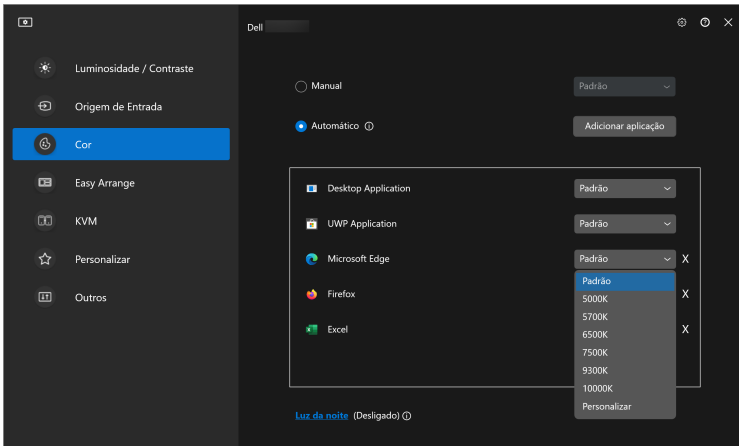 Dell
Luminosidade / Contraste
Origem de Entrada
Cor
Easy Arrange
KVM
Personalizar
Outros
Manual
Padrão
Automático
Adicionar aplicação
Desktop Application
Padrão
UWP Application
Padrão
Microsoft Edge
Padrão
X
Firefox
X
Excel
X
Padrão
5000K
5700K
6500K
7500K
9300K
10000K
Personalizar
Luz da noite (Desligado)